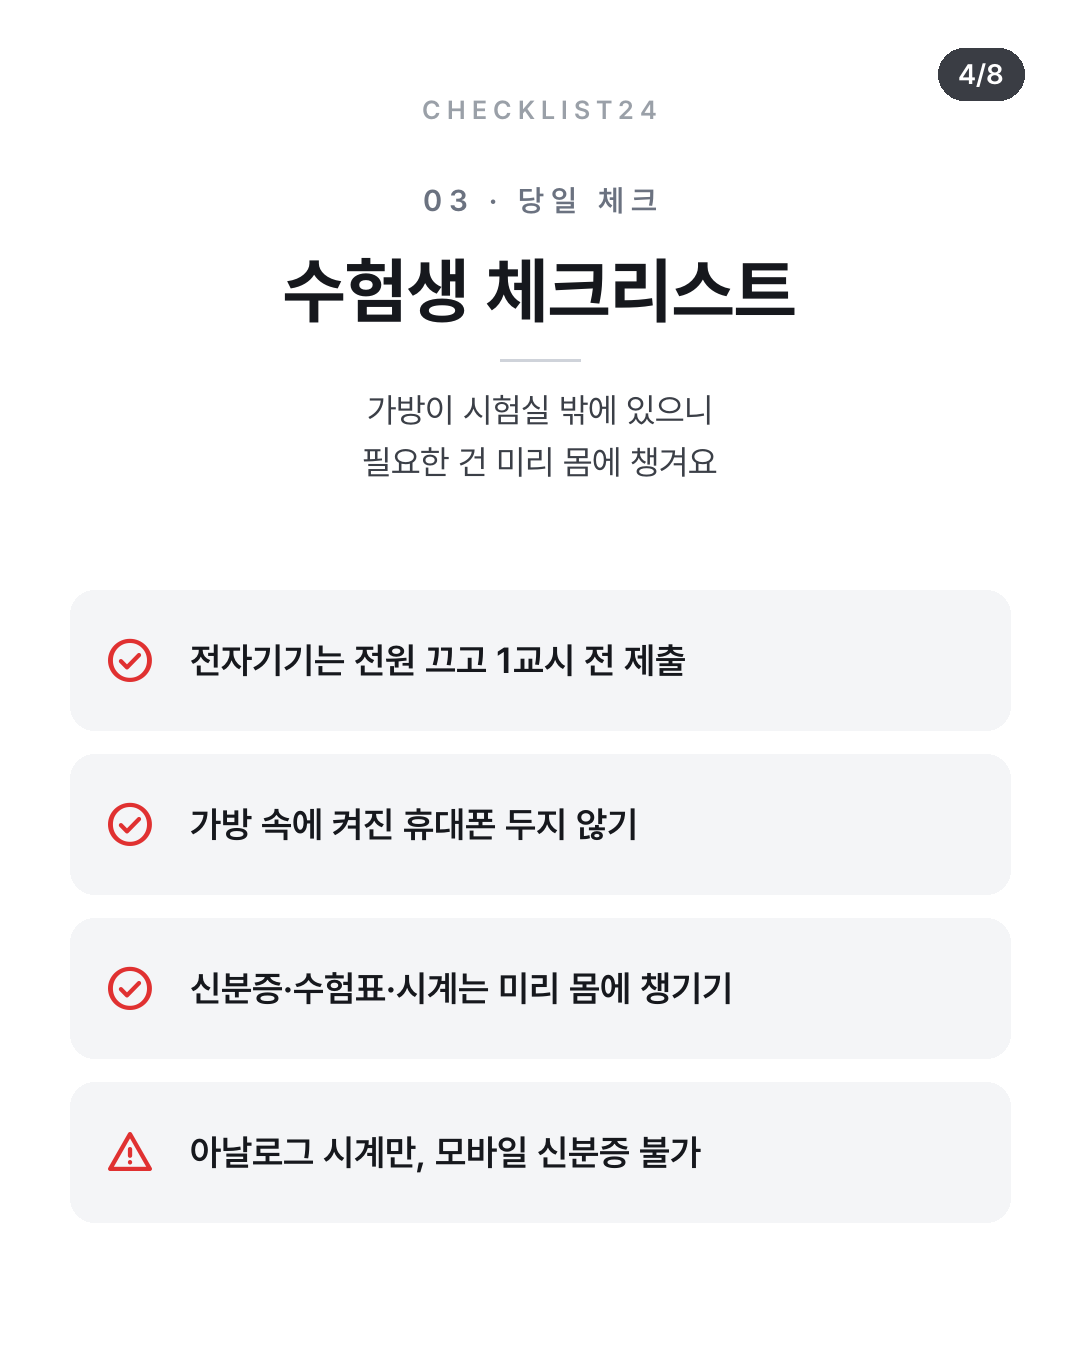 4/8
CHECKLIST24
03 · 당일 체크
수험생 체크리스트
가방이 시험실 밖에 있으니
필요한 건 미리 몸에 챙겨요
전자기기는 전원 끄고 1교시 전 제출
가방 속에 켜진 휴대폰 두지 않기
신분증·수험표·시계는 미리 몸에 챙기기
아날로그 시계만, 모바일 신분증 불가